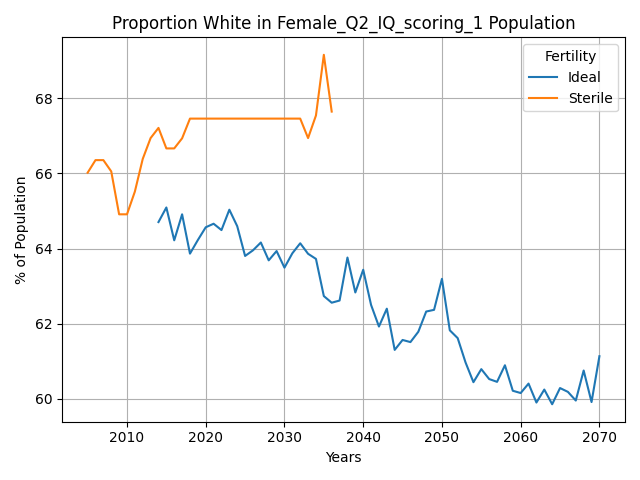 Proportion White in Female_Q2_IQ_scoring_1 Population
Fertility
Ideal
Sterile
% of Population
68
66
64
62
60
2010
2020
2030
2040
2050
2060
2070
Years